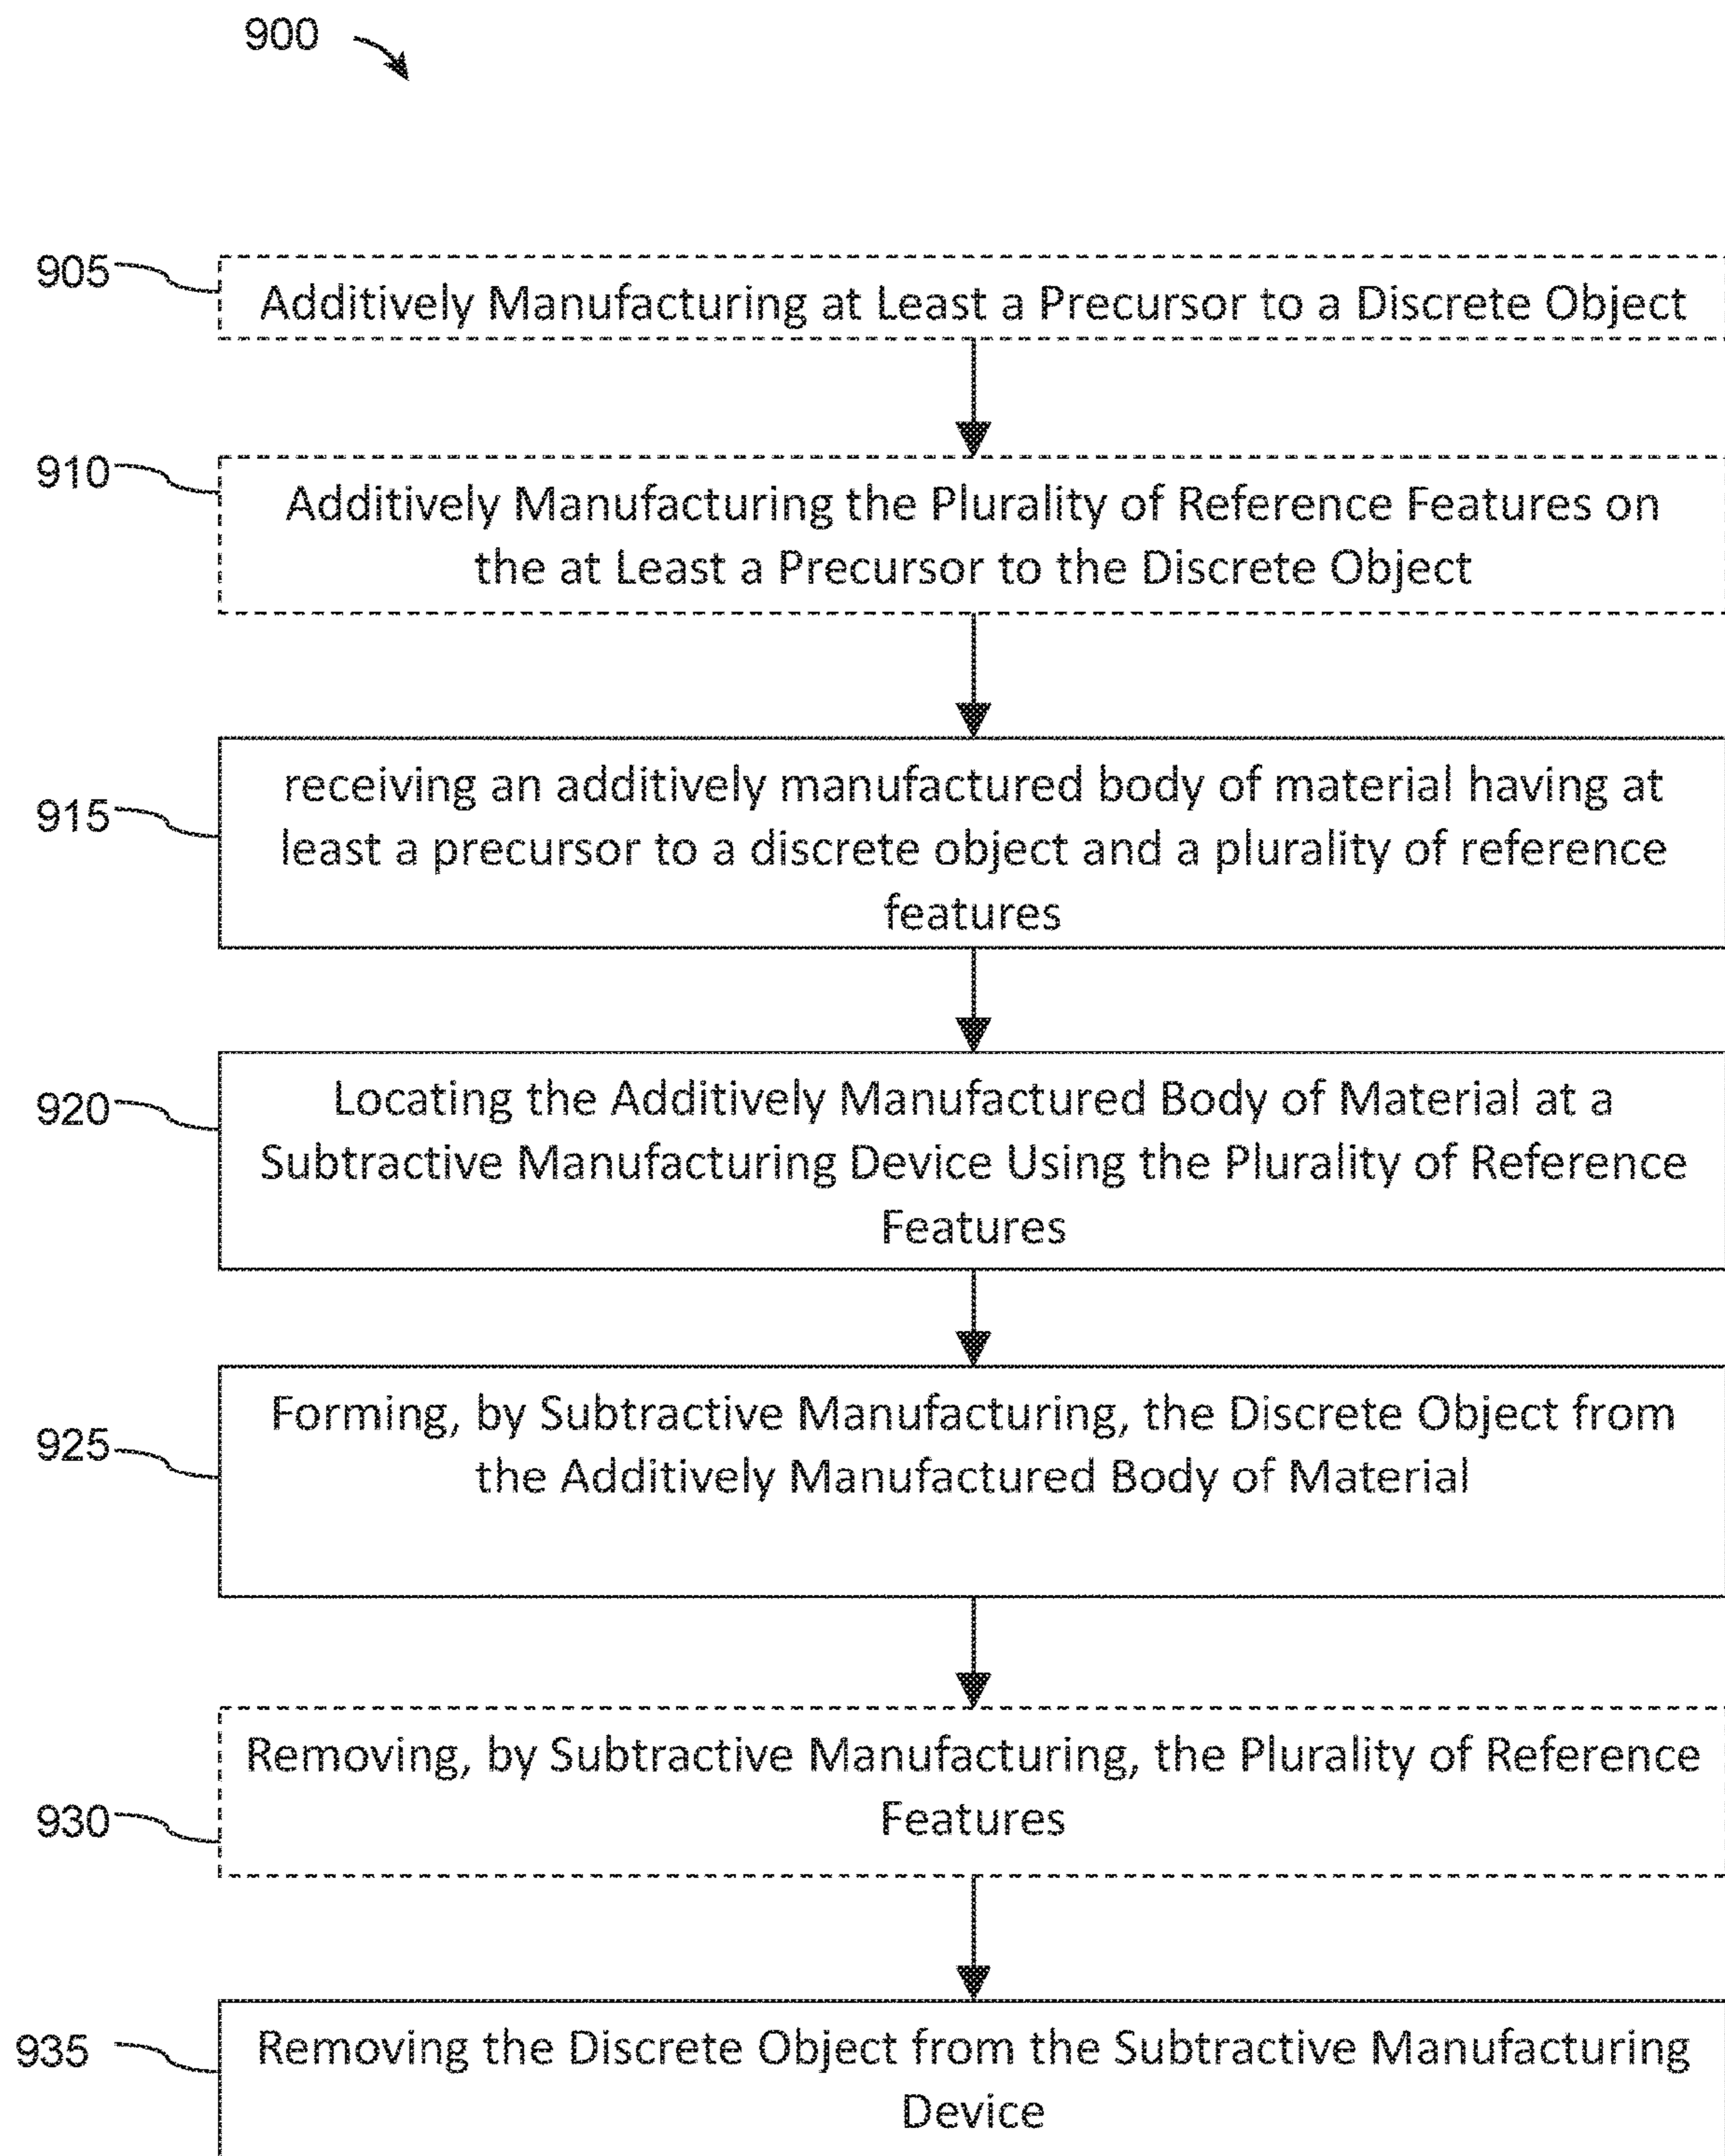 900
905
Additively Manufacturing at Least a Precursor to a Discrete Object
910
Additively Manufacturing the Plurality of Reference Features on
the at Least a Precursor to the Discrete Object
915
receiving an additively manufactured body of material having at
least a precursor to a discrete object and a plurality of reference
features
920
Locating the Additively Manufactured Body of Material at a
Subtractive Manufacturing Device Using the Plurality of Reference
Features
925
Forming, by Subtractive Manufacturing, the Discrete Object from
the Additively Manufactured Body of Material
930
Removing, by Subtractive Manufacturing, the Plurality of Reference
Features
935
Removing the Discrete Object from the Subtractive Manufacturing
Device